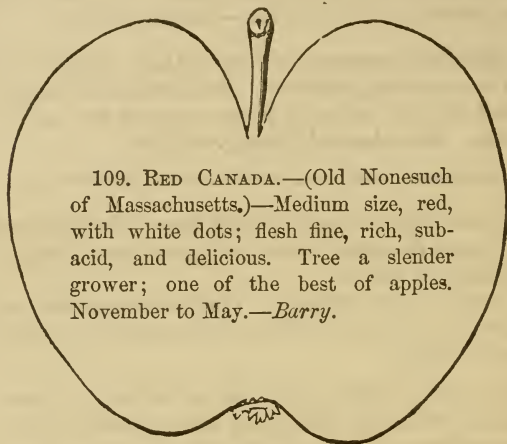 109. RED CANADA.—(Old Nonesuch
of Massachusetts.)—Medium size, red,
with white dots; flesh fine, rich, sub-
acid, and delicious. Tree a slender
grower; one of the best of apples.
November to May.—Barry.